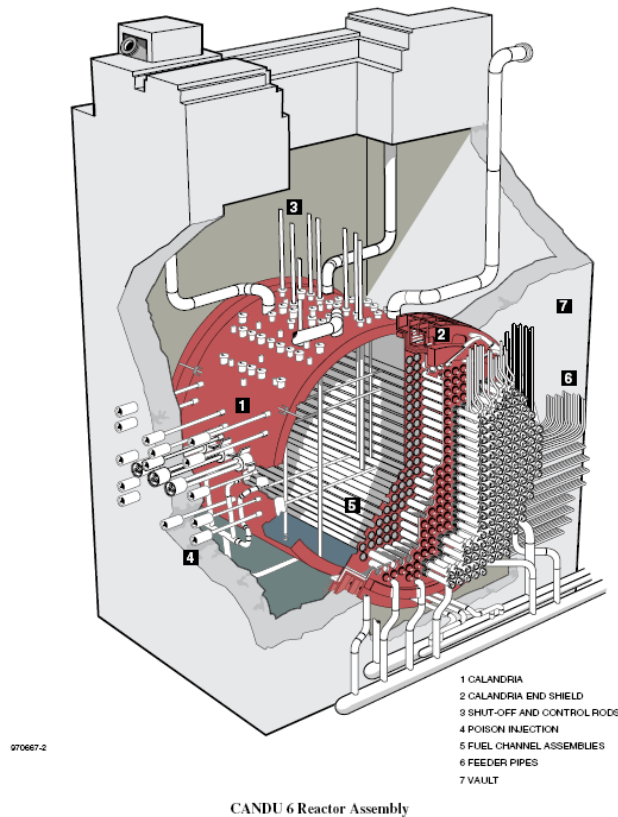 3
7
2
6
1
5
4
1 CALANDRIA
2 CALANDRIA END SHIELD
3 SHUT-OFF AND CONTROL RODS
4 POISON INJECTION
5 FUEL CHANNEL ASSEMBLIES
6 FEEDER PIPES
7 VAULT
970667-2
CANDU 6 Reactor Assembly